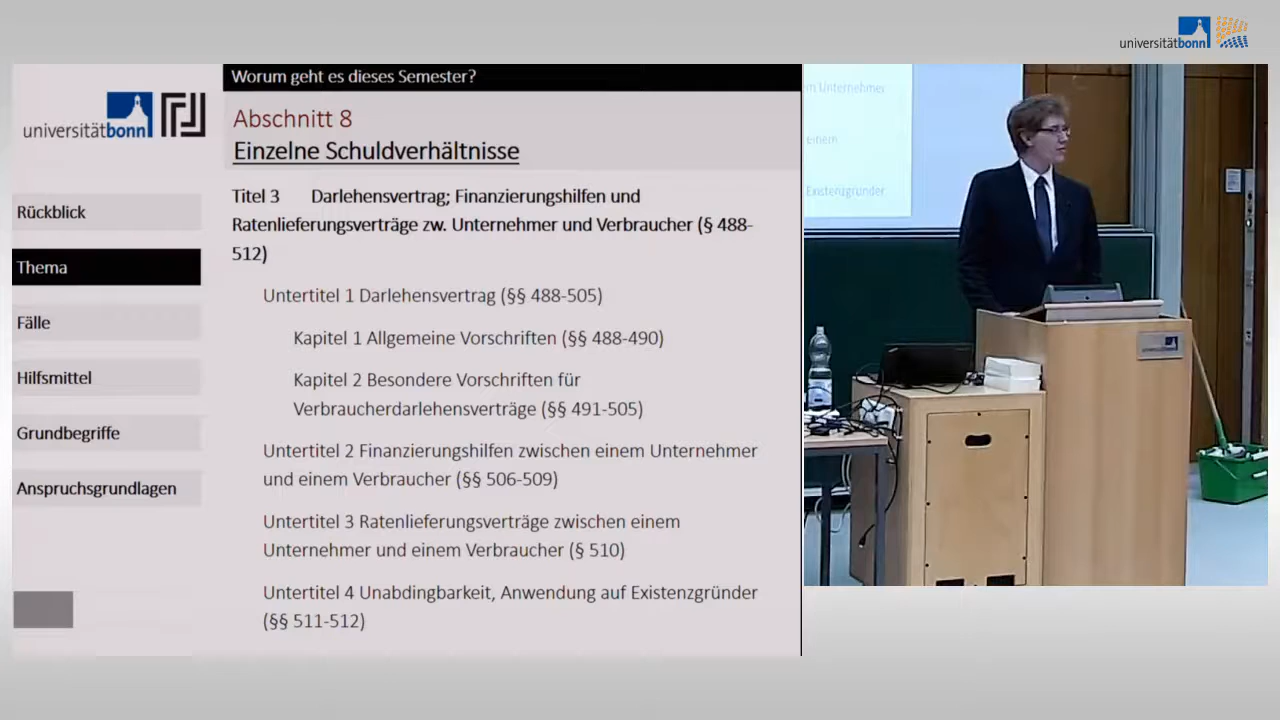 universitätbonn
Worum geht es dieses Semester?
universitätbonn
Abschnitt 8
Einzelne Schuldverhältnisse
Rückblick
Thema
Fälle
Hilfsmittel
Grundbegriffe
Anspruchsgrundlagen
Titel 3 Darlehensvertrag; Finanzierungshilfen und
Ratenlieferungsverträge zw. Unternehmer und Verbraucher (§ 488-
512)
Untertitel 1 Darlehensvertrag (§§ 488-505)
Kapitel 1 Allgemeine Vorschriften (§§ 488-490)
Kapitel 2 Besondere Vorschriften für
Verbraucherdarlehensverträge (§§ 491-505)
Untertitel 2 Finanzierungshilfen zwischen einem Unternehmer
und einem Verbraucher (§§ 506-509)
Untertitel 3 Ratenlieferungsverträge zwischen einem
Unternehmer und einem Verbraucher (§ 510)
Untertitel 4 Unabdingbarkeit, Anwendung auf Existenzgründer
(§§ 511-512)
Unternehmer
einem
Existenzgründer